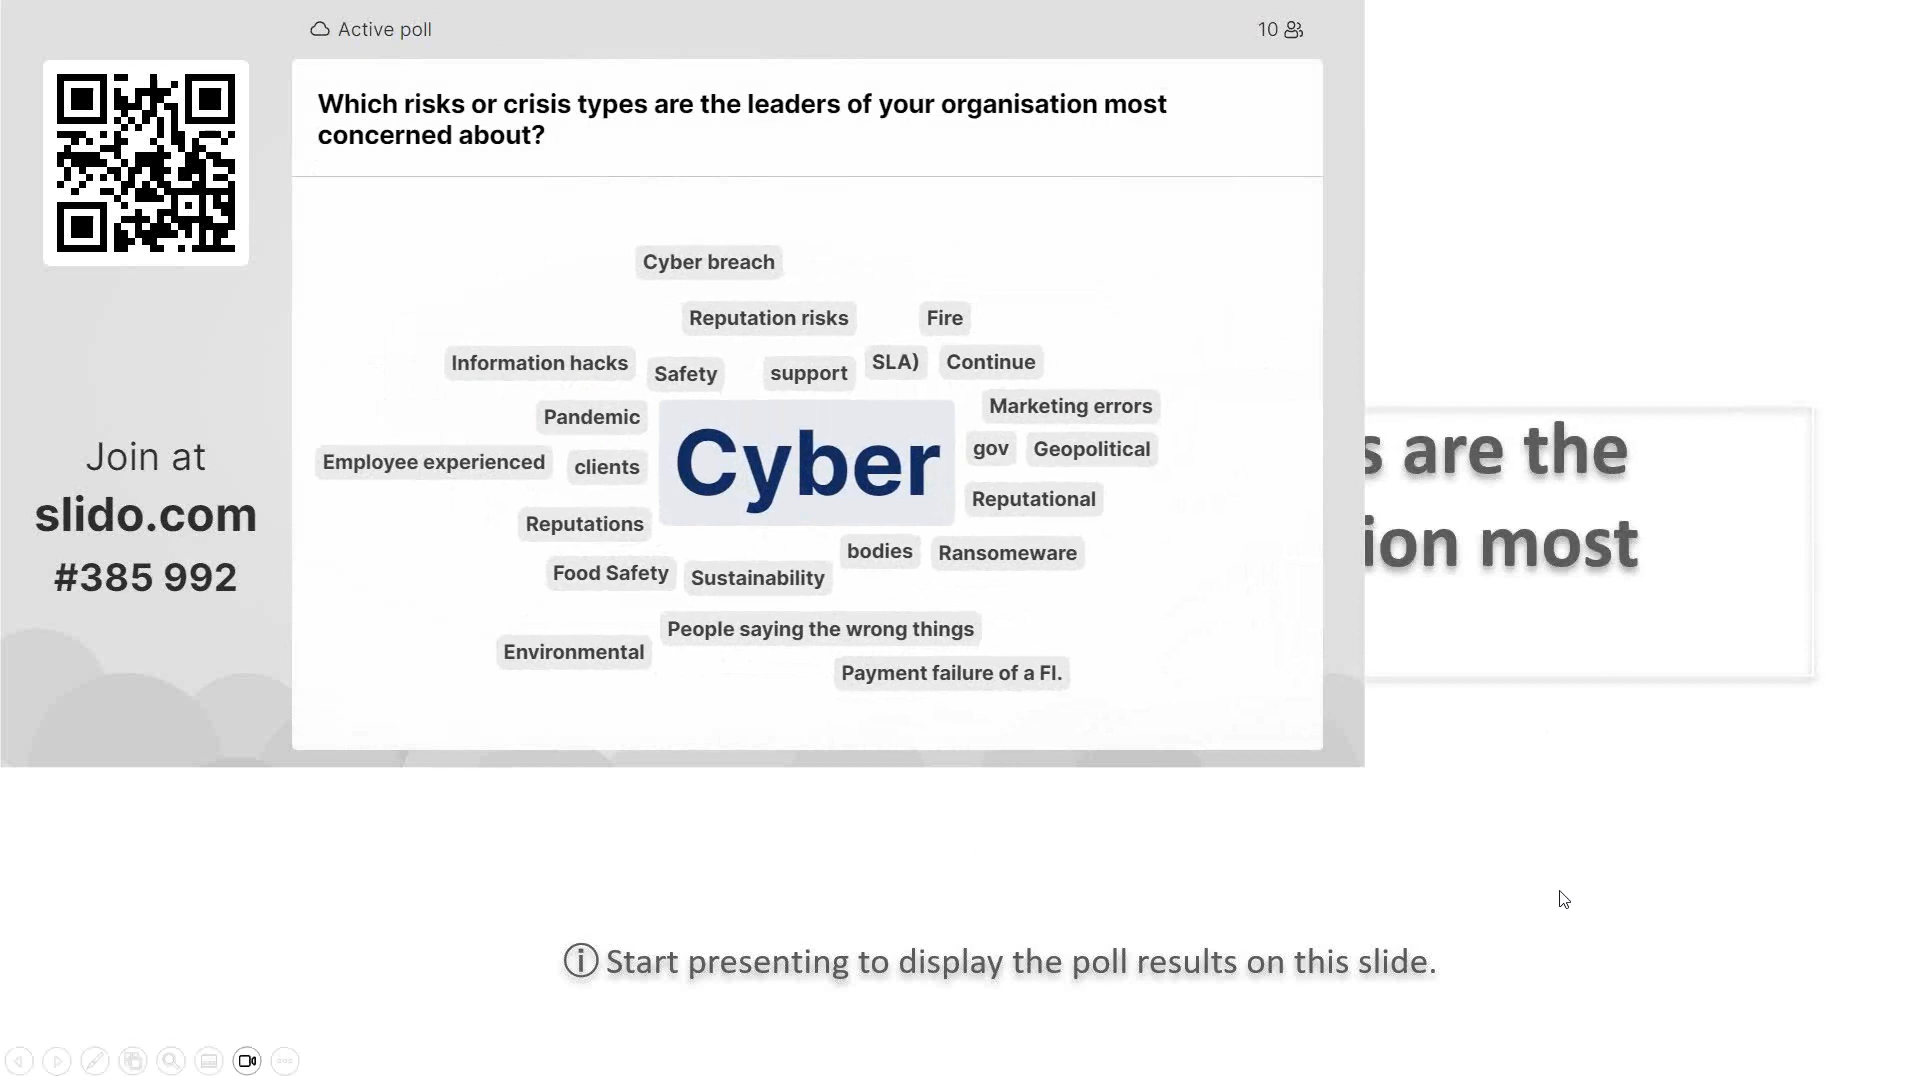 Active poll
10
Which risks or crisis types are the leaders of your organisation most
concerned about?
Join at
slido.com
#385 992
Cyber breach
Reputation risks
Fire
Information hacks
Safety
support
SLA)
Continue
Pandemic
Marketing errors
Cyber
Employee experienced
clients
gov
Geopolitical
Reputational
Reputations
bodies
Ransomeware
Food Safety
Sustainability
People saying the wrong things
Environmental
Payment failure of a FI.
s are the
ion most
Start presenting to display the poll results on this slide.